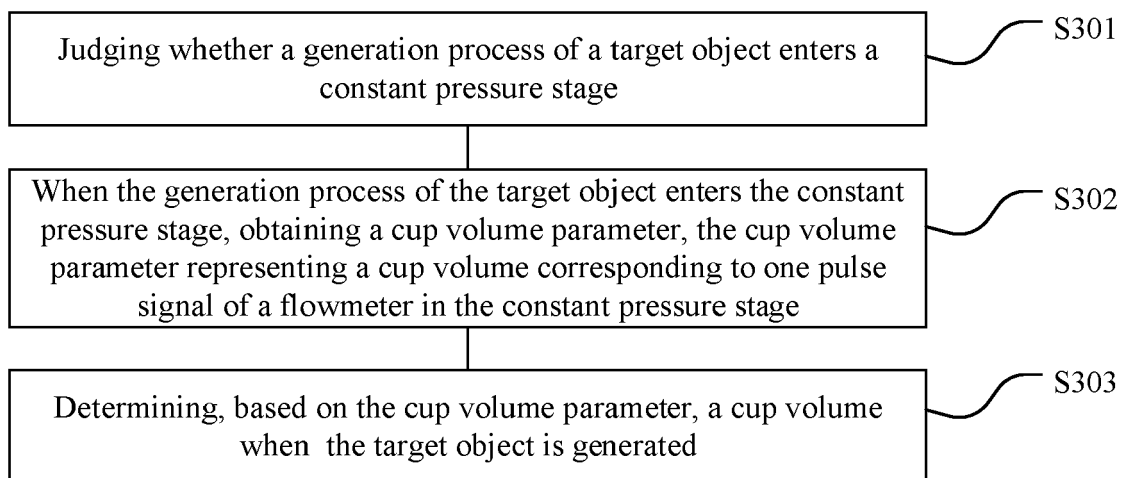 Judging whether a generation process of a target object enters a
constant pressure stage
S301
When the generation process of the target object enters the constant
pressure stage, obtaining a cup volume parameter, the cup volume
parameter representing a cup volume corresponding to one pulse
signal of a flowmeter in the constant pressure stage
S302
Determining, based on the cup volume parameter, a cup volume
when the target object is generated
S303